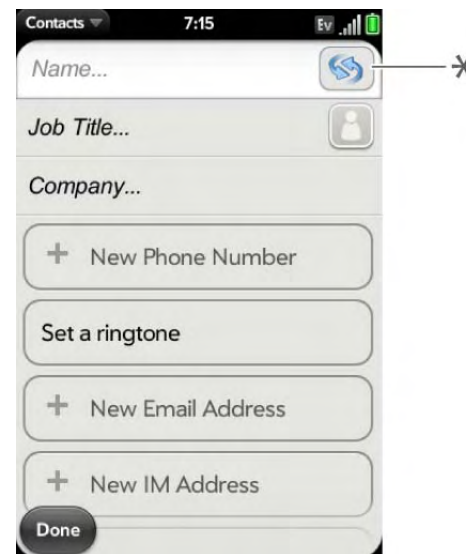 Contacts
7:15
Ev
Name...
Job Title...
Company...
+ New Phone Number
Set a ringtone
+ New Email Address
+ New IM Address
Done